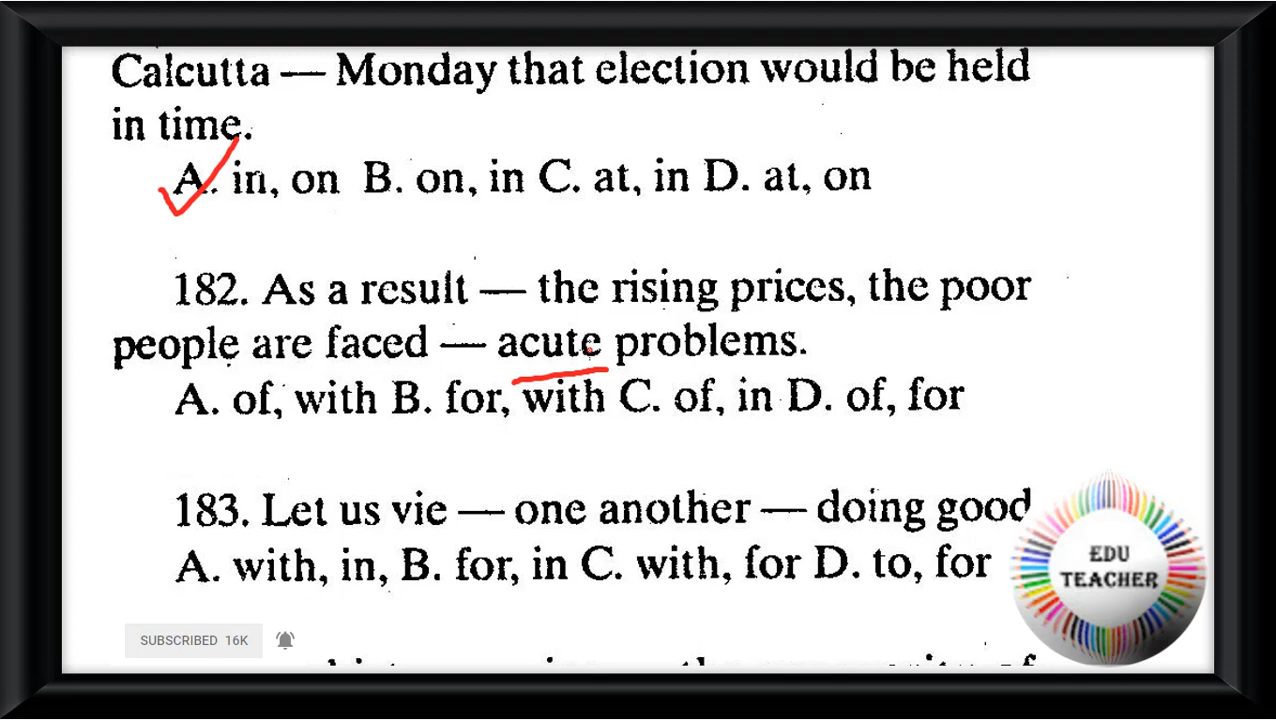 Calcutta — Monday that election would be held
in time.
A. in, on B. on, in C. at, in D. at, on
182. As a result — the rising prices, the poor
people are faced — acute problems.
A. of, with B. for, with C. of, in D. of, for
183. Let us vie — one another — doing good
A. with, in, B. for, in C. with, for D. to, for
EDU
TEACHER
SUBSCRIBED 16K
of